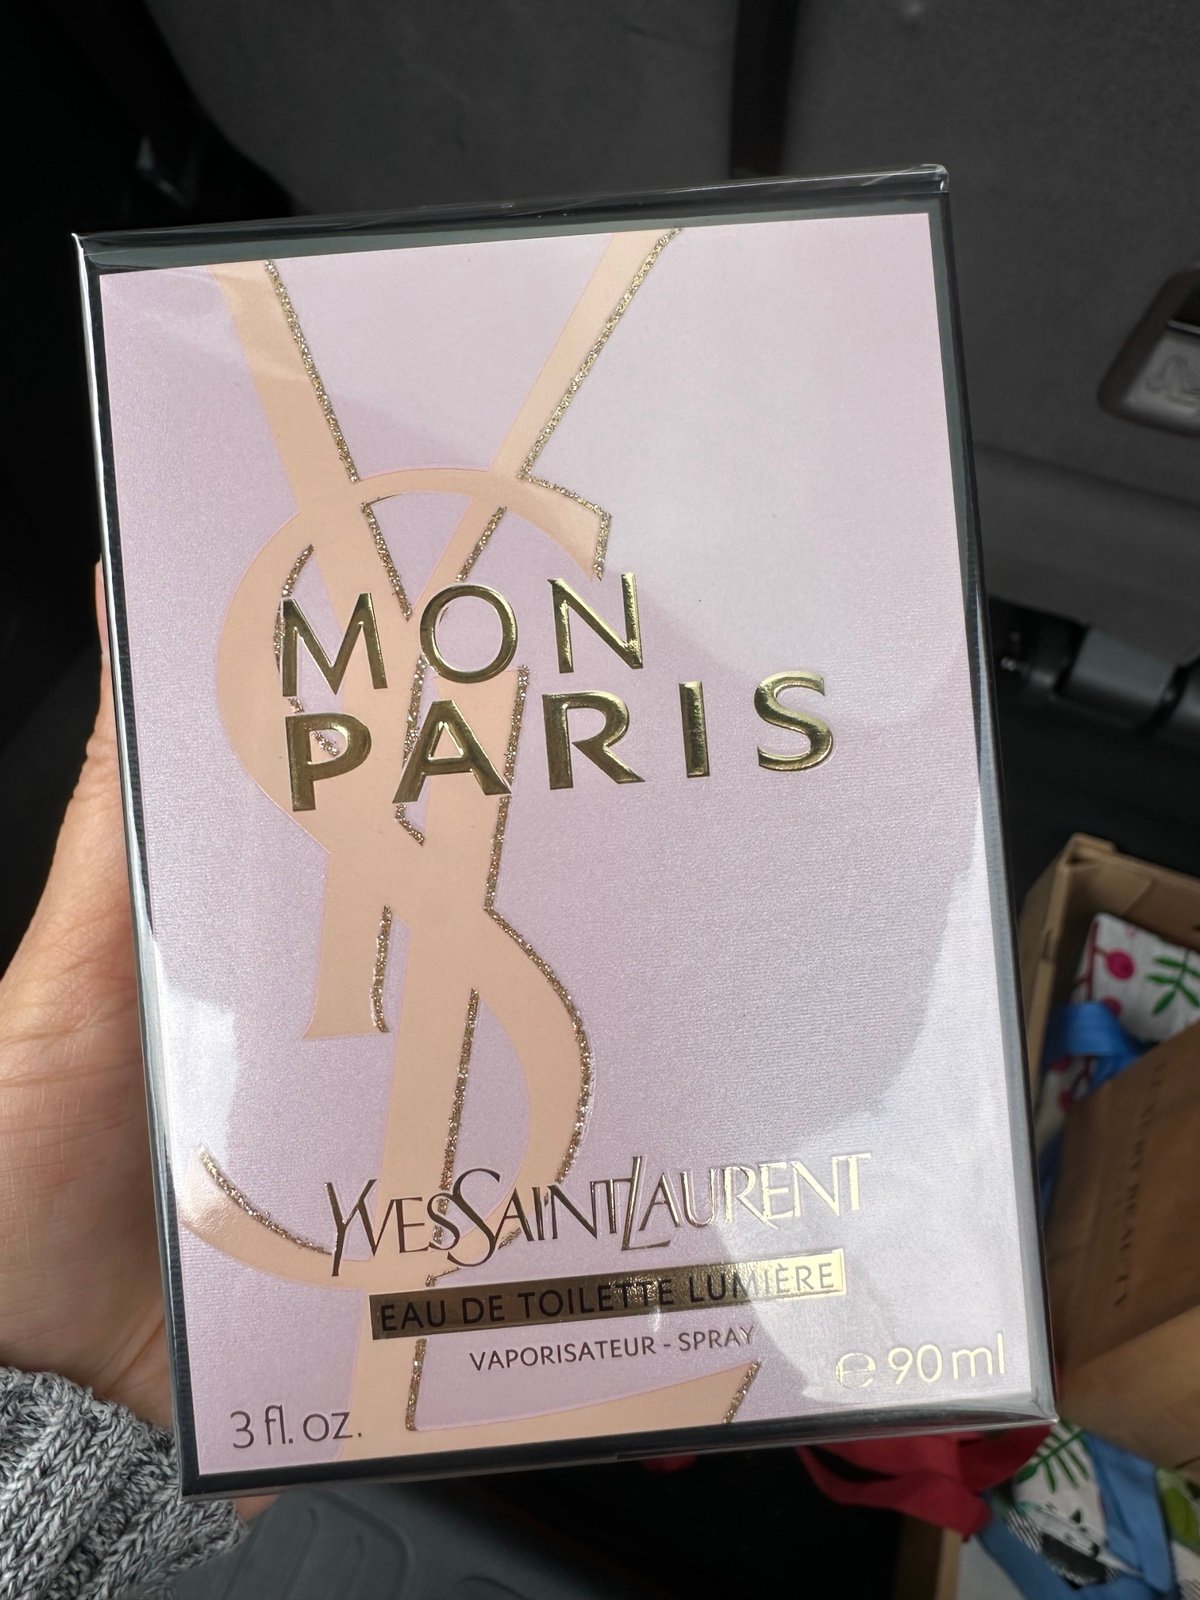 MON
PARIS
YVESSAINTLAURENT
EAU DE TOILETTE LUMIÈRE
VAPORISATEUR - SPRAY
℮ 90 ml
3 fl. oz.